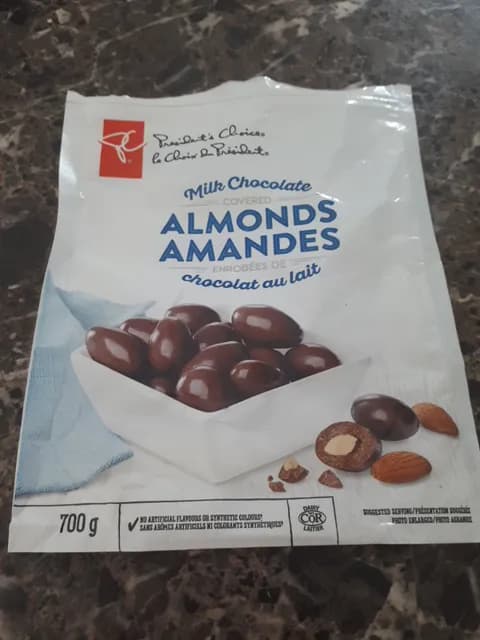 PC
President's Choice
le Choix du Président
Milk Chocolate
COVERED
ALMONDS
AMANDES
ENROBÉES DE
chocolat au lait
700 g
✓ NO ARTIFICIAL FLAVOURS OR SYNTHETIC COLOURS
SANS ARÔMES ARTIFICIELS NI COLORANTS SYNTHÉTIQUES
DAIRY
COR
LAITIER
SUGGESTED SERVING/PRÉSENTATION SUGGÉRÉE
PHOTO ENLARGED/PHOTO AGRANDIE